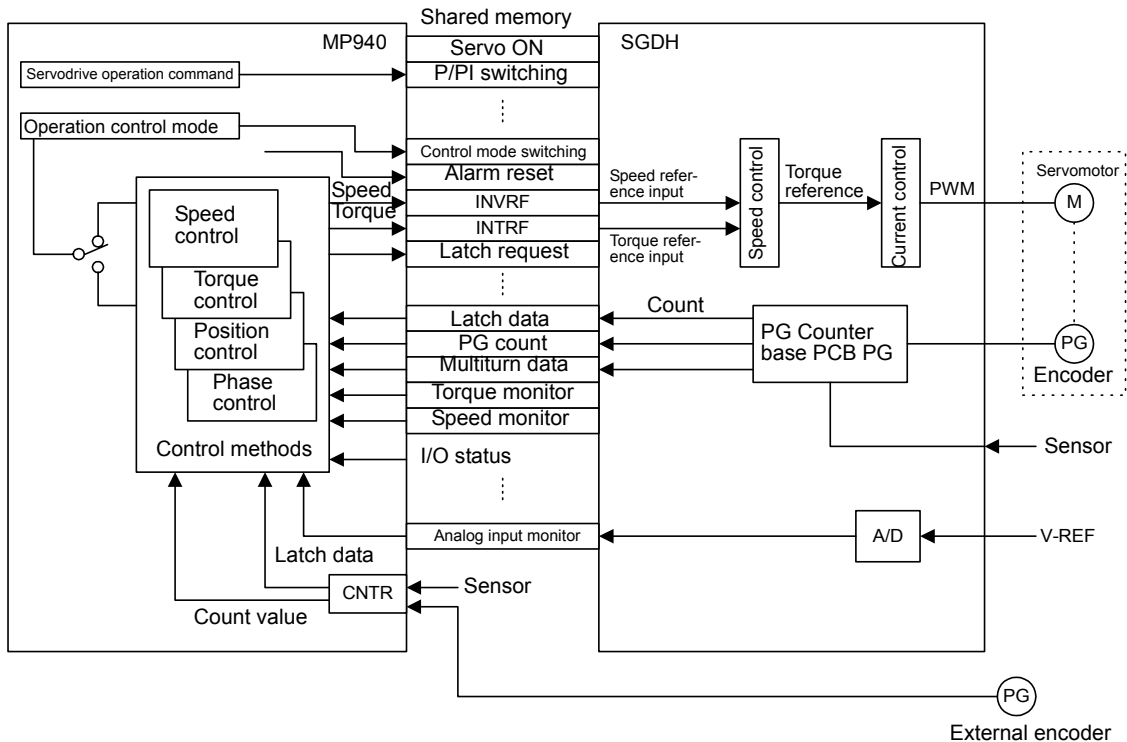 Shared memory
MP940
SGDH
Servo ON
Servodrive operation command
P/PI switching
Operation control mode
Control mode switching
Alarm reset
Speed
Torque
INVRF
INTRF
Latch request
Speed refer-
ence input
Torque refer-
ence input
Speed control
Torque
reference
Current control
PWM
Servomotor
M
Speed
control
Torque
control
Position
control
Phase
control
Control methods
Latch data
PG count
Multiturn data
Torque monitor
Speed monitor
I/O status
Count
PG Counter
base PCB PG
PG
Encoder
Sensor
Analog input monitor
A/D
V-REF
Latch data
CNTR
Sensor
Count value
PG
External encoder